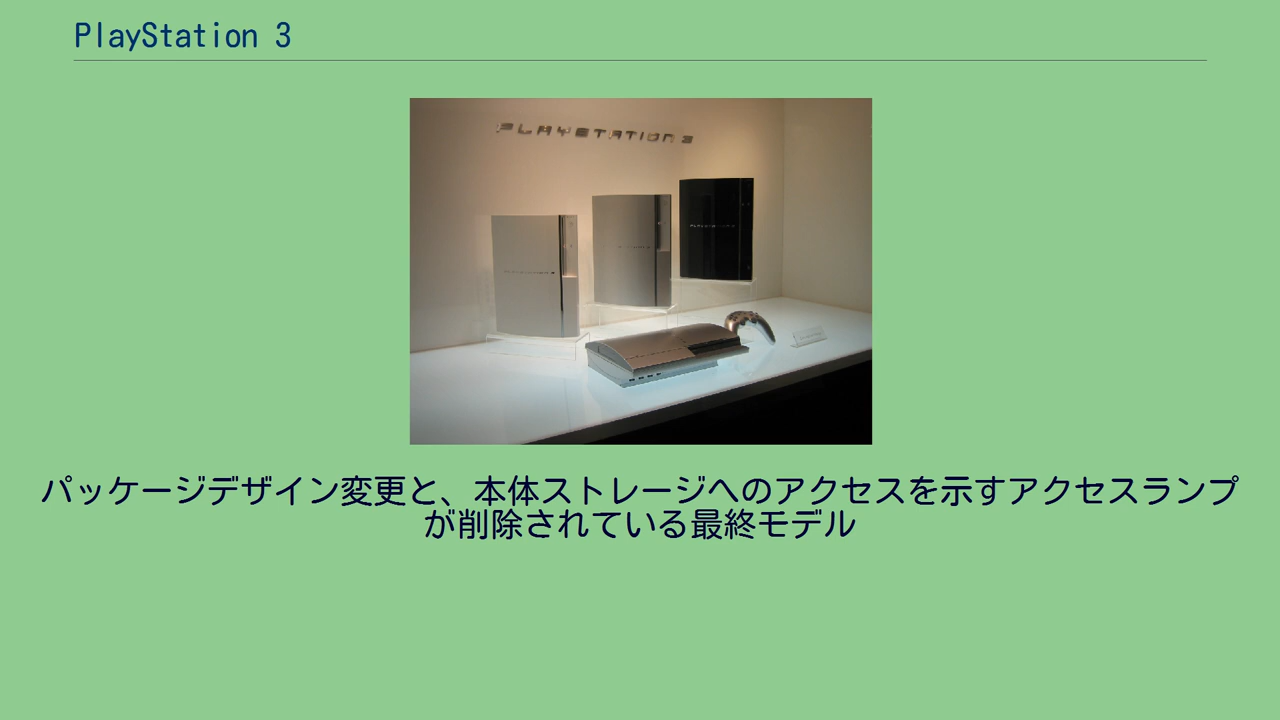 PlayStation 3
PLAYSTATION 3
パッケージデザイン変更と、本体ストレージへのアクセスを示すアクセスランプ
が削除されている最終モデル